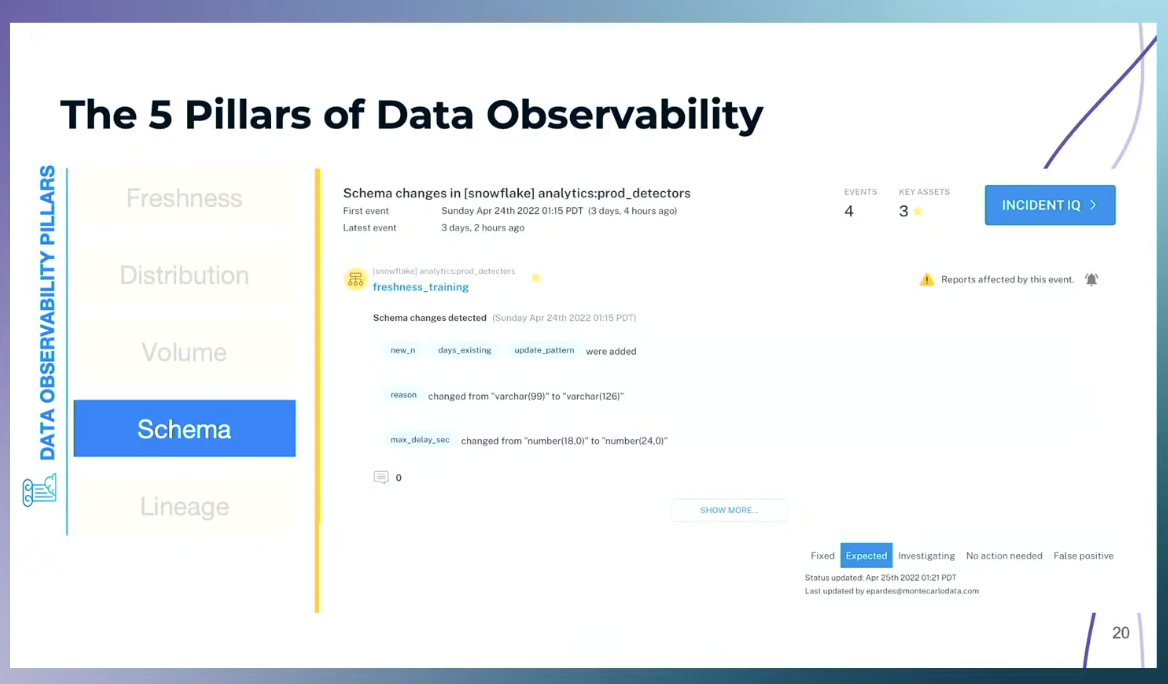 The 5 Pillars of Data Observability
DATA OBSERVABILITY PILLARS
Freshness
Distribution
Volume
Schema
Lineage
Schema changes in [snowflake] analytics:prod_detectors
First event Sunday Apr 24th 2022 01:15 PDT (3 days, 4 hours ago)
Latest event 3 days, 2 hours ago
EVENTS KEY ASSETS
4 3
INCIDENT IQ >
[snowflake] analytics:prod_detectors
freshness_training
Reports affected by this event.
Schema changes detected (Sunday Apr 24th 2022 01:15 PDT)
new_n days_existing update_pattern were added
reason changed from "varchar(99)" to "varchar(126)"
max_delay_sec changed from "number(18,0)" to "number(24,0)"
0
SHOW MORE...
Fixed Expected Investigating No action needed False positive
Status updated: Apr 25th 2022 01:21 PDT
Last updated by epardes@montecarlodata.com
20